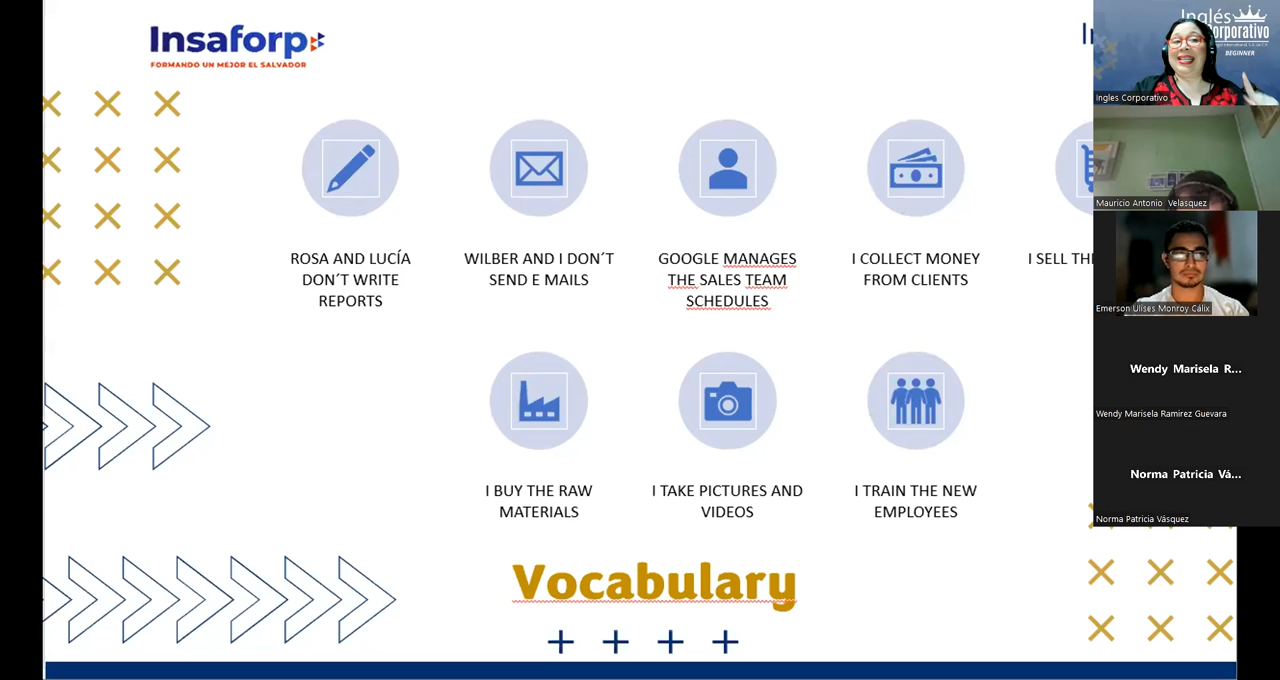 Insaforp
FORMANDO UN MEJOR EL SALVADOR
ROSA AND LUCÍA
DON´T WRITE
REPORTS
WILBER AND I DON´T
SEND E MAILS
GOOGLE MANAGES
THE SALES TEAM
SCHEDULES
I COLLECT MONEY
FROM CLIENTS
I SELL THE
I BUY THE RAW
MATERIALS
I TAKE PICTURES AND
VIDEOS
I TRAIN THE NEW
EMPLOYEES
Vocabulary
Inglés
Corporativo
BEGINNER
Ingles Corporativo
Mauricio Antonio Velasquez
Emerson Ulises Monroy Cálix
Wendy Marisela R...
Wendy Marisela Ramirez Guevara
Norma Patricia Vá...
Norma Patricia Vásquez